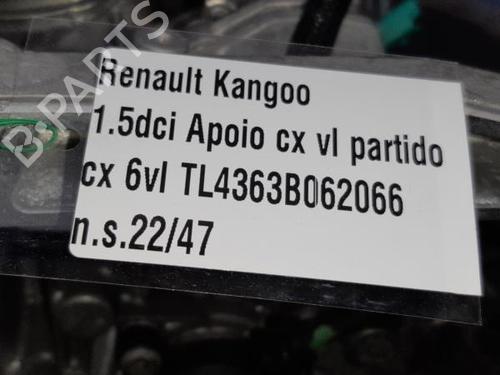 B-PARTS
Renault Kangoo
1.5dci Apoio cx vl partido
cx 6vl TL4363B062066
n.s.22/47